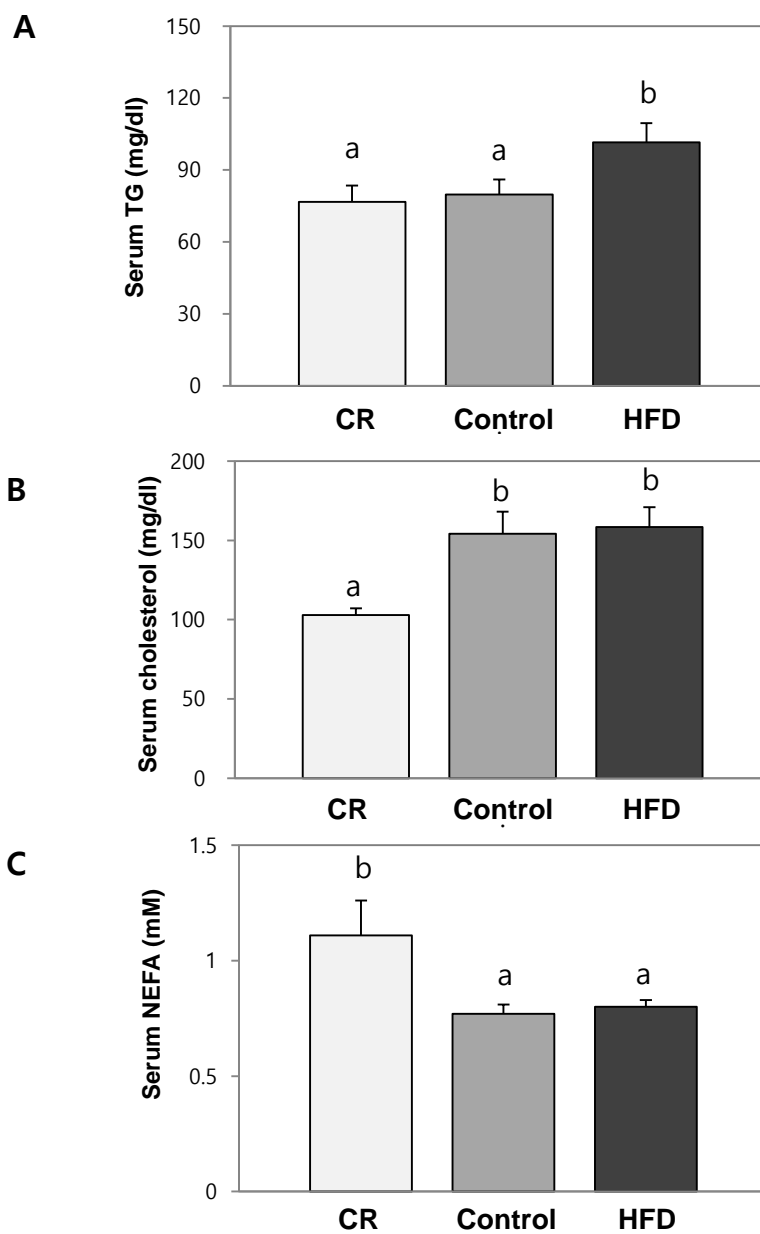 A
Serum TG (mg/dl)
150
120
90
60
30
0
a
a
b
CR
Control
HFD
B
Serum cholesterol (mg/dl)
200
150
100
50
0
a
b
b
CR
Control
HFD
C
Serum NEFA (mM)
1.5
1
0.5
0
b
a
a
CR
Control
HFD